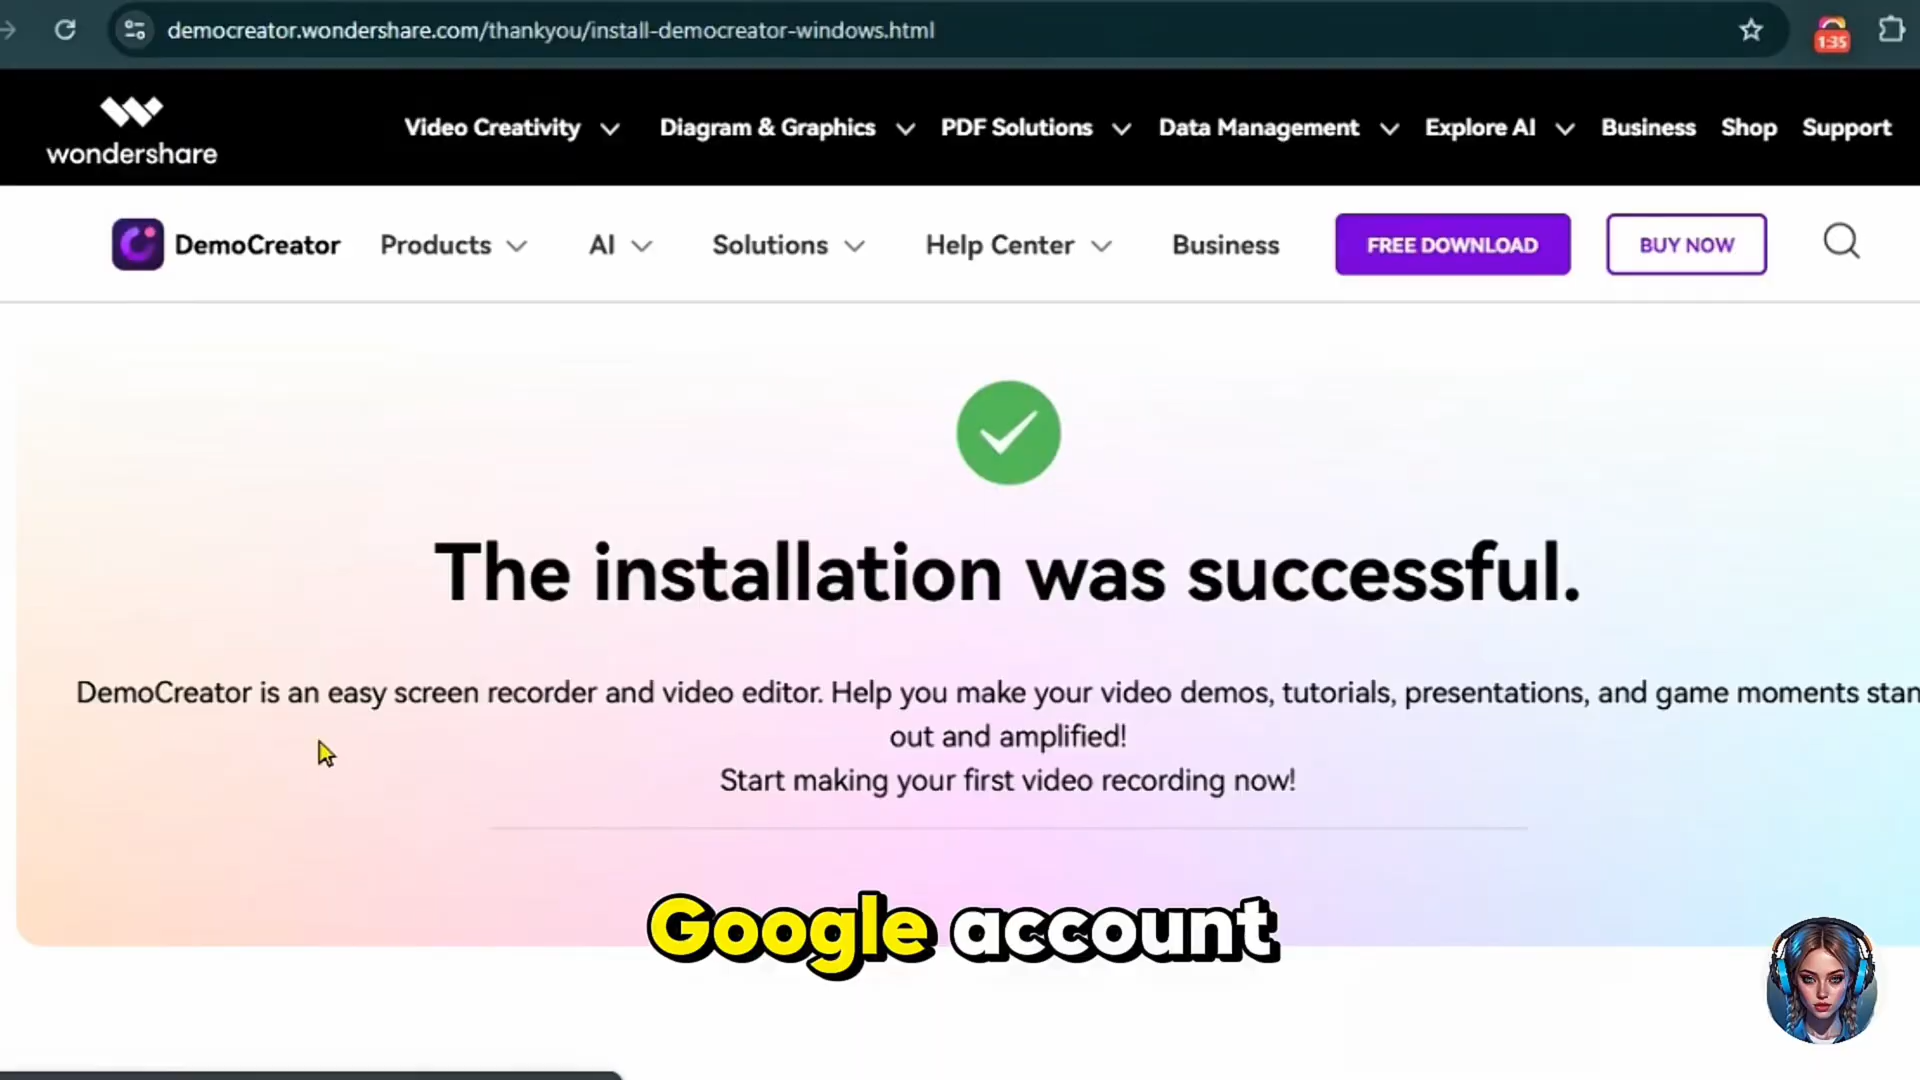 democreator.wondershare.com/thankyou/install-democreator-windows.html
1:35
wondershare
Video Creativity Diagram & Graphics PDF Solutions Data Management Explore AI Business Shop Support
DemoCreator Products AI Solutions Help Center Business FREE DOWNLOAD BUY NOW
The installation was successful.
DemoCreator is an easy screen recorder and video editor. Help you make your video demos, tutorials, presentations, and game moments stan
out and amplified!
Start making your first video recording now!
Google account